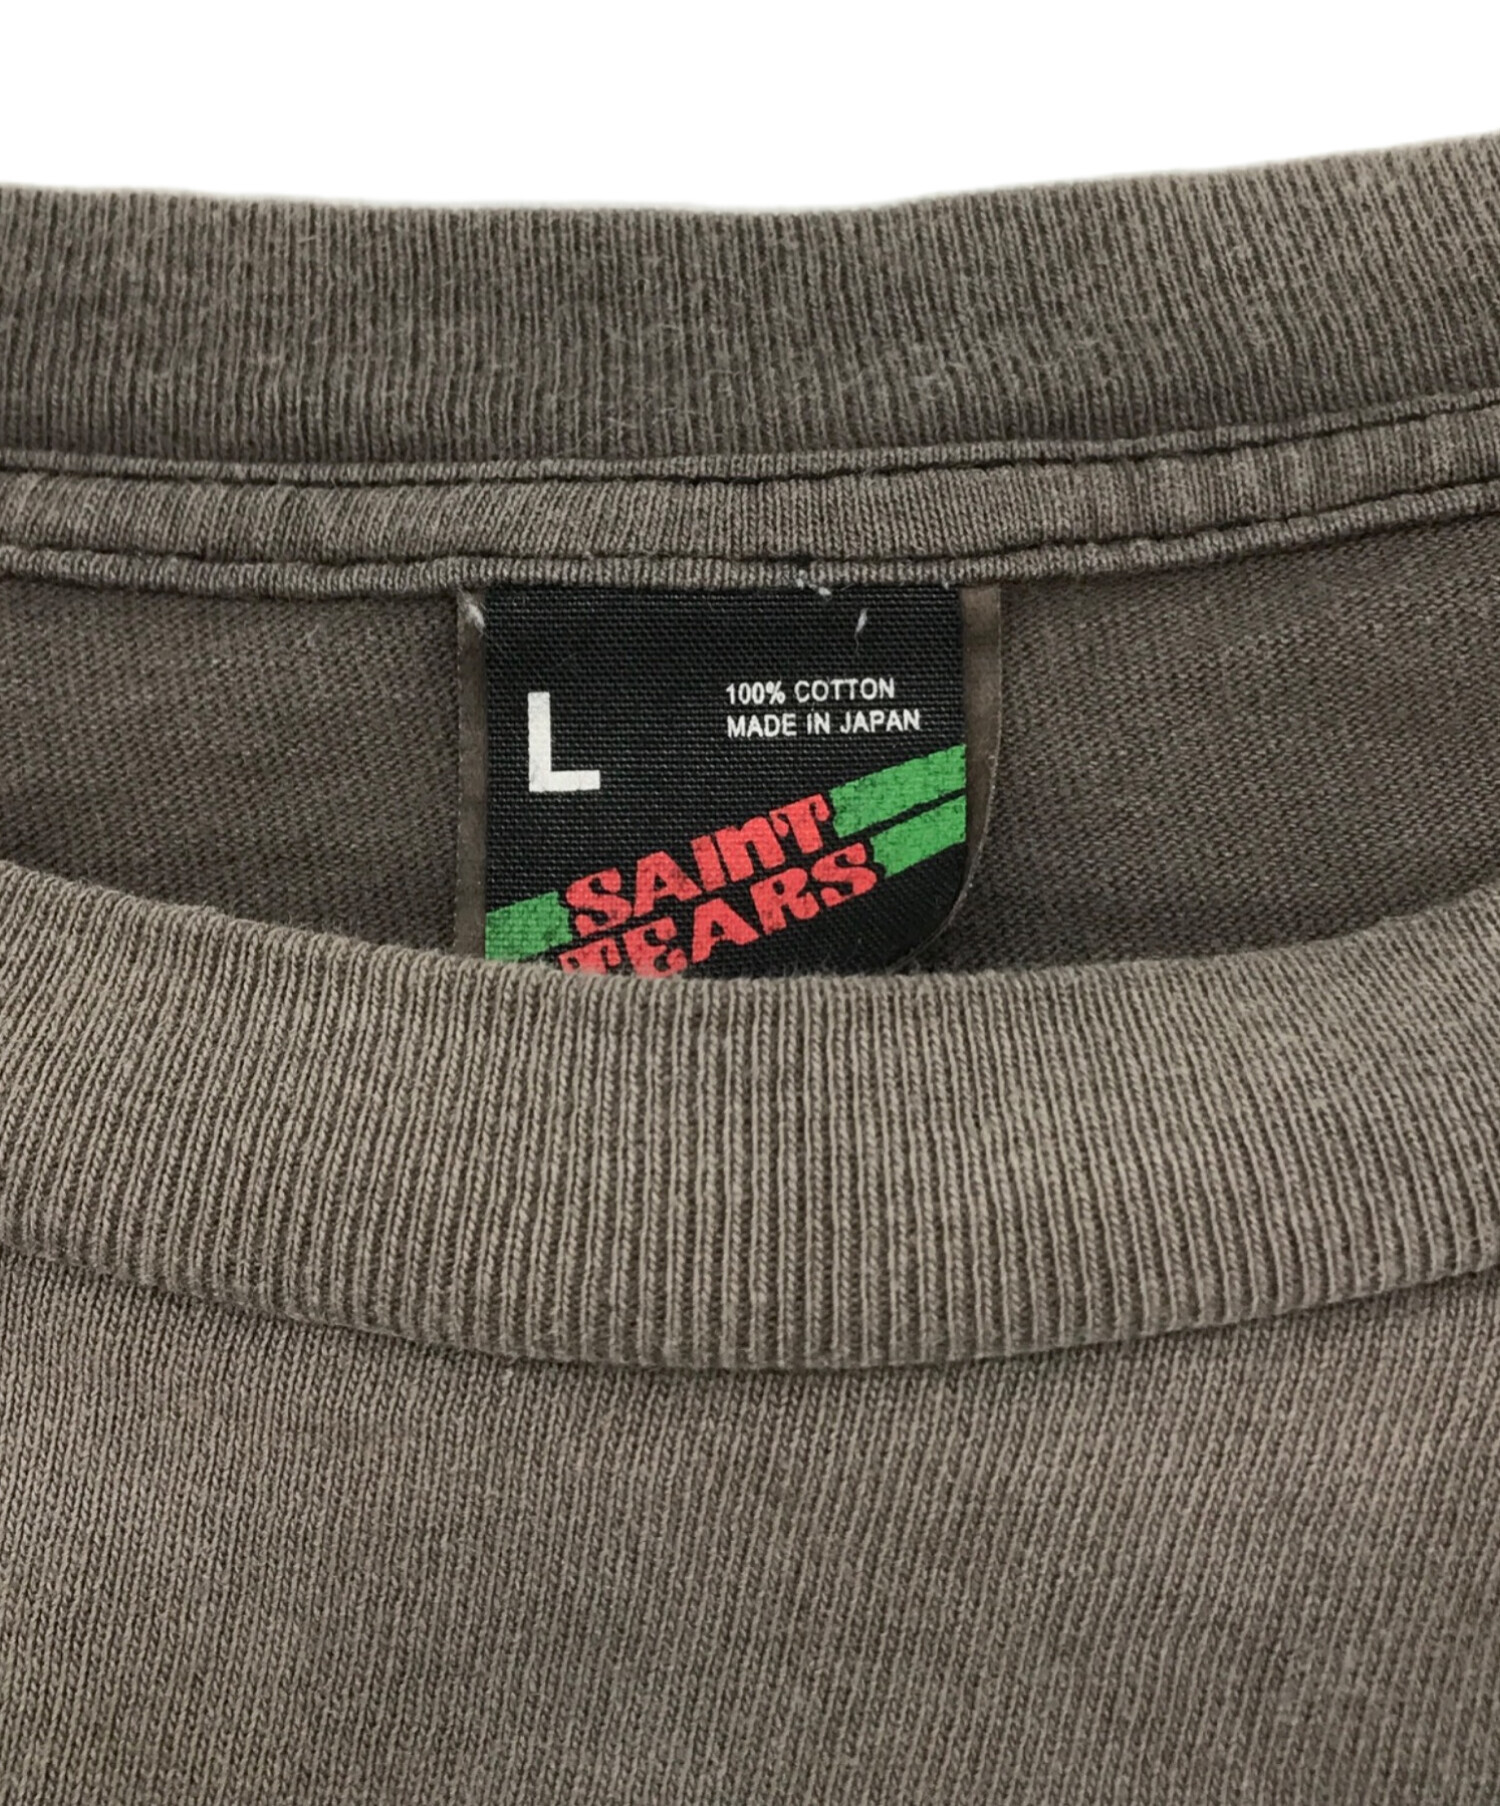 L
100% COTTON
MADE IN JAPAN
SAINT
TEARS